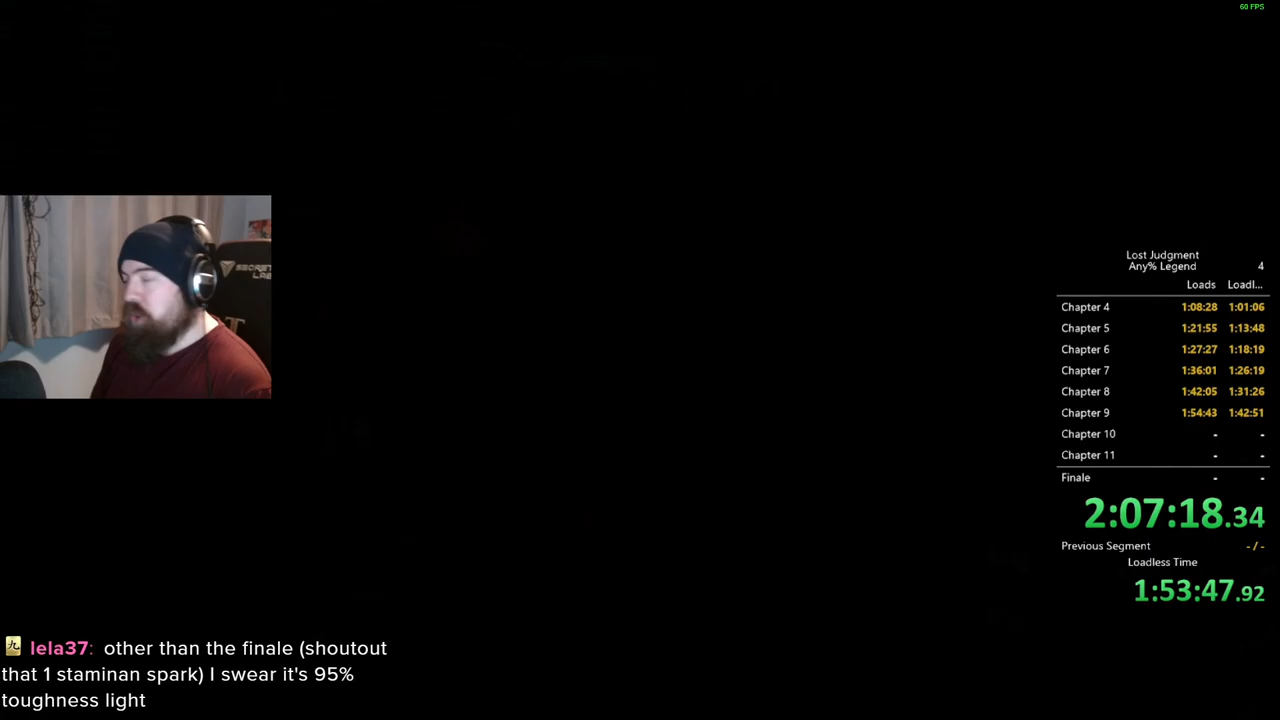 60 FPS
SECRET
LAB
Lost Judgment
Any% Legend 4
Loads Loadl...
Chapter 4 1:08:28 1:01:06
Chapter 5 1:21:55 1:13:48
Chapter 6 1:27:27 1:18:19
Chapter 7 1:36:01 1:26:19
Chapter 8 1:42:05 1:31:26
Chapter 9 1:54:43 1:42:51
Chapter 10 - -
Chapter 11 - -
Finale - -
2:07:18.34
Previous Segment - / -
Loadless Time
1:53:47.92
九 lela37: other than the finale (shoutout
that 1 staminan spark) I swear it's 95%
toughness light